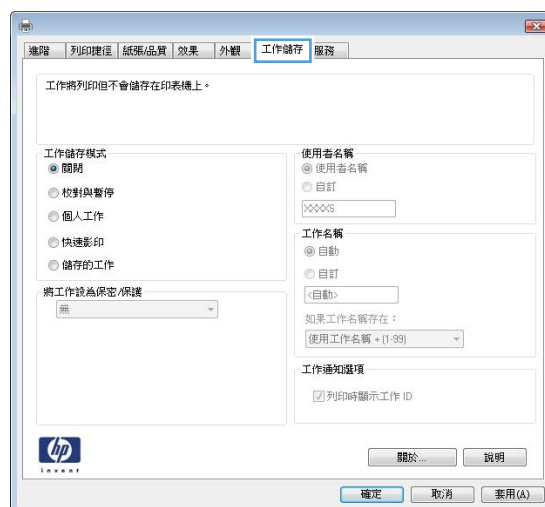 進階 列印捷徑 紙張/品質 效果 外觀 工作儲存 服務
工作將列印但不會儲存在印表機上。
工作儲存模式
關閉
校對與暫停
個人工作
快速影印
儲存的工作
將工作設為保密/保護
無
使用者名稱
使用者名稱
自訂
XXXXS
工作名稱
自動
自訂
<自動>
如果工作名稱存在：
使用工作名稱 + (1-99)
工作通知選項
列印時顯示工作 ID
hp
invent
關於...
說明
確定
取消
套用(A)